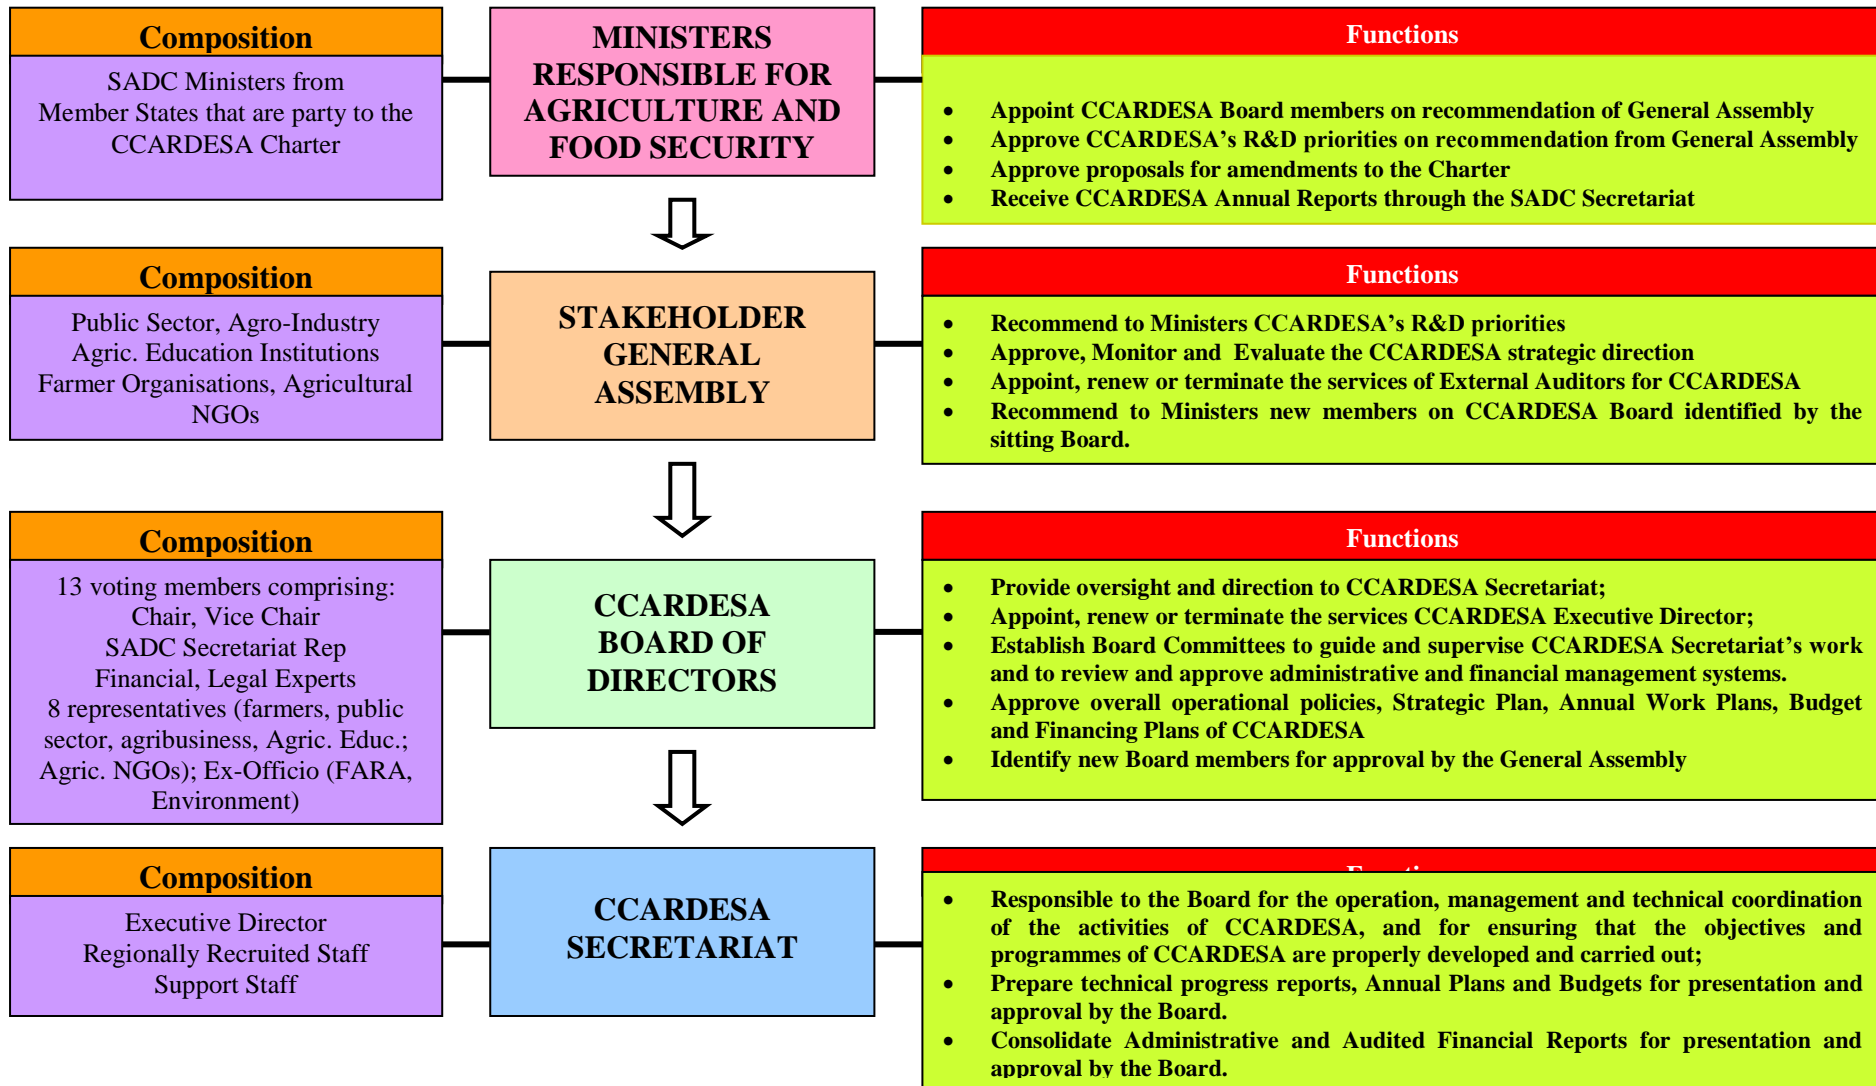 Composition
SADC Ministers from
Member States that are party to the
CCARDESA Charter
MINISTERS
RESPONSIBLE FOR
AGRICULTURE AND
FOOD SECURITY
Functions
• Appoint CCARDESA Board members on recommendation of General Assembly
• Approve CCARDESA’s R&D priorities on recommendation from General Assembly
• Approve proposals for amendments to the Charter
• Receive CCARDESA Annual Reports through the SADC Secretariat
Composition
Public Sector, Agro-Industry
Agric. Education Institutions
Farmer Organisations, Agricultural
NGOs
STAKEHOLDER
GENERAL
ASSEMBLY
Functions
• Recommend to Ministers CCARDESA’s R&D priorities
• Approve, Monitor and Evaluate the CCARDESA strategic direction
• Appoint, renew or terminate the services of External Auditors for CCARDESA
• Recommend to Ministers new members on CCARDESA Board identified by the
sitting Board.
Composition
13 voting members comprising:
Chair, Vice Chair
SADC Secretariat Rep
Financial, Legal Experts
8 representatives (farmers, public
sector, agribusiness, Agric. Educ.;
Agric. NGOs); Ex-Officio (FARA,
Environment)
CCARDESA
BOARD OF
DIRECTORS
Functions
• Provide oversight and direction to CCARDESA Secretariat;
• Appoint, renew or terminate the services CCARDESA Executive Director;
• Establish Board Committees to guide and supervise CCARDESA Secretariat’s work
and to review and approve administrative and financial management systems.
• Approve overall operational policies, Strategic Plan, Annual Work Plans, Budget
and Financing Plans of CCARDESA
• Identify new Board members for approval by the General Assembly
Composition
Executive Director
Regionally Recruited Staff
Support Staff
CCARDESA
SECRETARIAT
• Responsible to the Board for the operation, management and technical coordination
of the activities of CCARDESA, and for ensuring that the objectives and
programmes of CCARDESA are properly developed and carried out;
• Prepare technical progress reports, Annual Plans and Budgets for presentation and
approval by the Board.
• Consolidate Administrative and Audited Financial Reports for presentation and
approval by the Board.